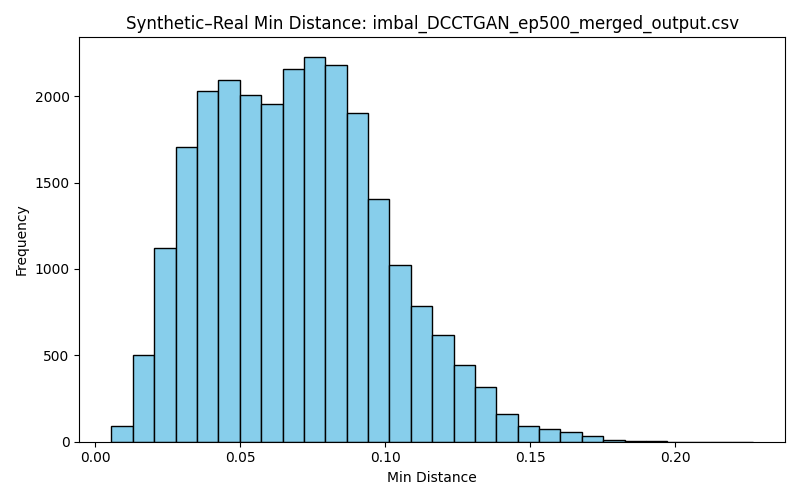 Synthetic–Real Min Distance: imbal_DCCTGAN_ep500_merged_output.csv
2000
1500
1000
500
0
Frequency
0.00 0.05 0.10 0.15 0.20
Min Distance